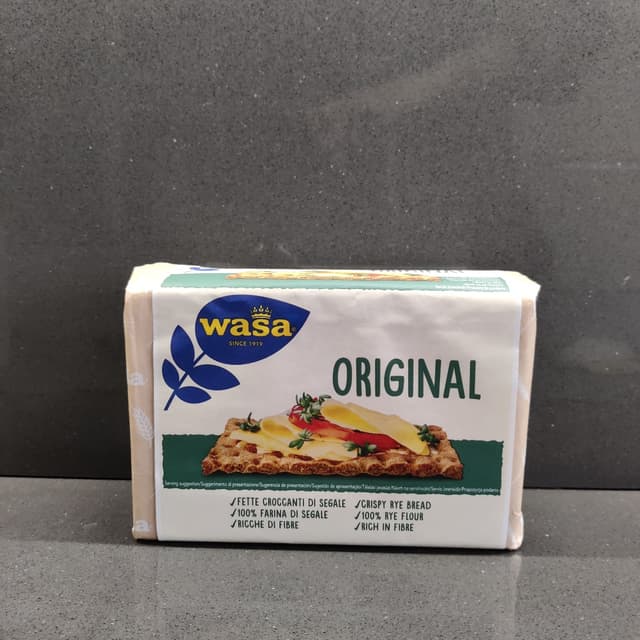 wasa
SINCE 1919
ORIGINAL
✓FETTE CROCCANTI DI SEGALE
✓100% FARINA DI SEGALE
✓RICCHE DI FIBRE
✓CRISPY RYE BREAD
✓100% RYE FLOUR
✓RICH IN FIBRE